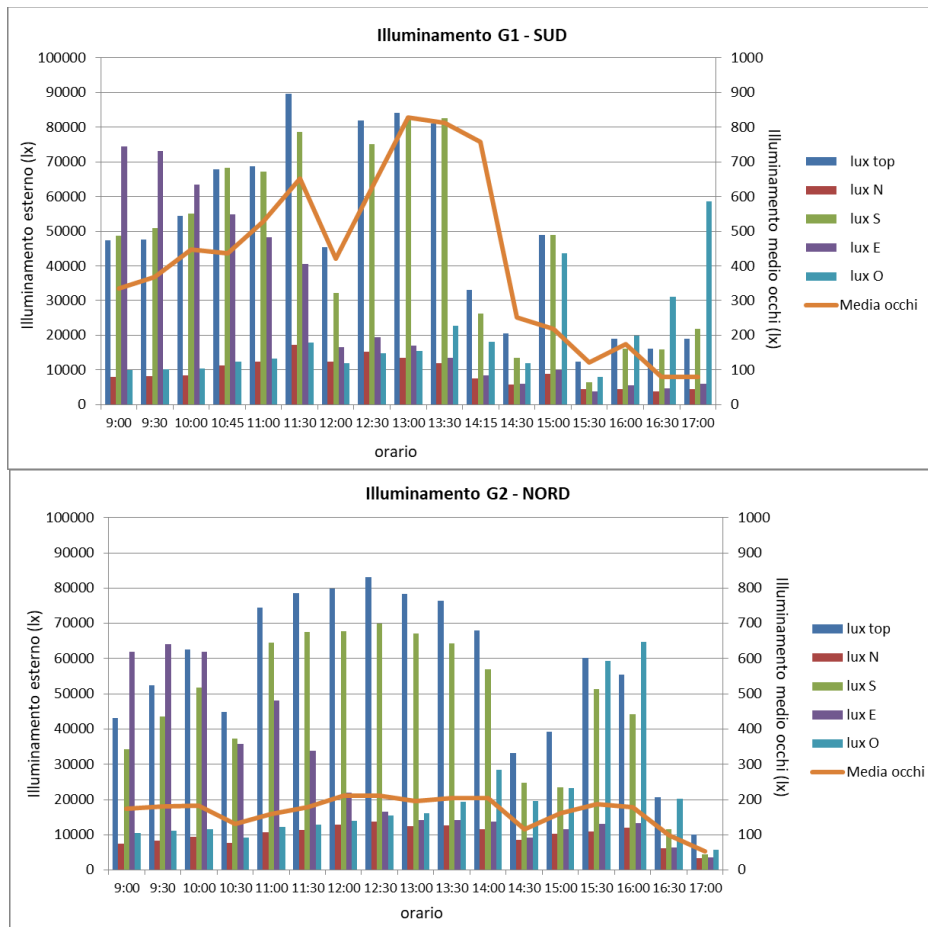 Illuminamento G1 - SUD
100000
90000
80000
70000
60000
50000
40000
30000
20000
10000
0
Illuminamento esterno (lx)
1000
900
800
700
600
500
400
300
200
100
0
Illuminamento medio occhi (lx)
9:00 9:30 10:00 10:45 11:00 11:30 12:00 12:30 13:00 13:30 14:15 14:30 15:00 15:30 16:00 16:30 17:00
orario
lux top
lux N
lux S
lux E
lux O
Media occhi
Illuminamento G2 - NORD
100000
90000
80000
70000
60000
50000
40000
30000
20000
10000
0
Illuminamento esterno (lx)
1000
900
800
700
600
500
400
300
200
100
0
Illuminamento medio occhi (lx)
9:00 9:30 10:00 10:30 11:00 11:30 12:00 12:30 13:00 13:30 14:00 14:30 15:00 15:30 16:00 16:30 17:00
orario
lux top
lux N
lux S
lux E
lux O
Media occhi